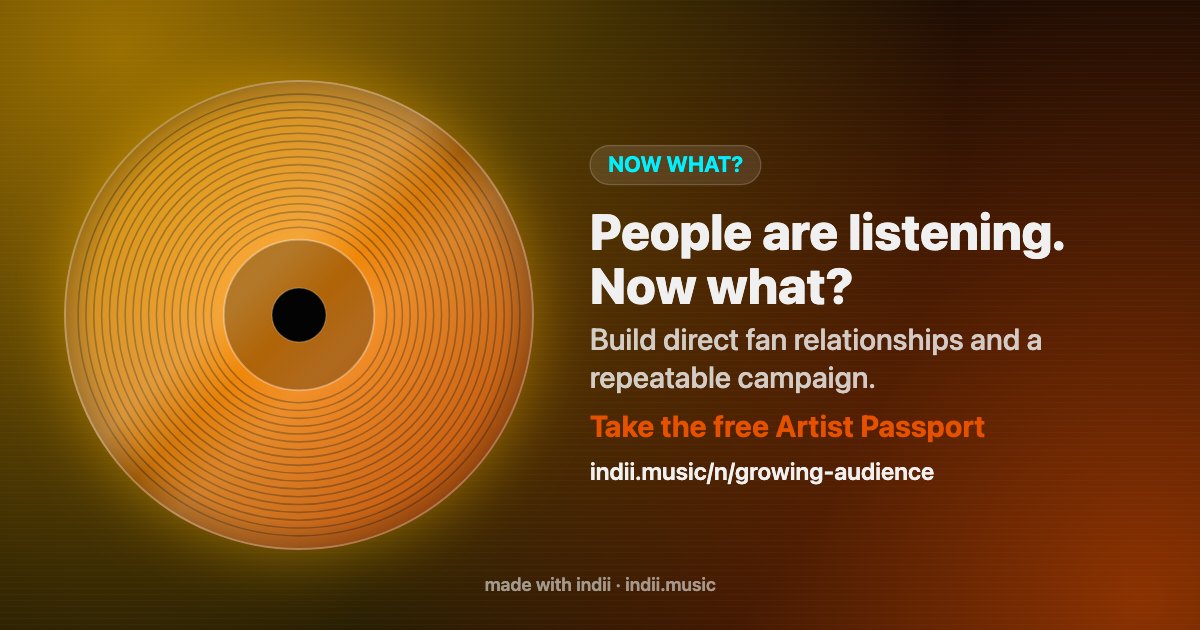 NOW WHAT?
People are listening.
Now what?
Build direct fan relationships and a
repeatable campaign.
Take the free Artist Passport
indii.music/n/growing-audience
made with indii · indii.music